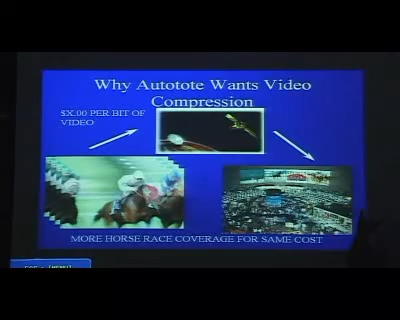 Why Autotote Wants Video
Compression
$X.00 PER BIT OF
VIDEO
MORE HORSE RACE COVERAGE FOR SAME COST